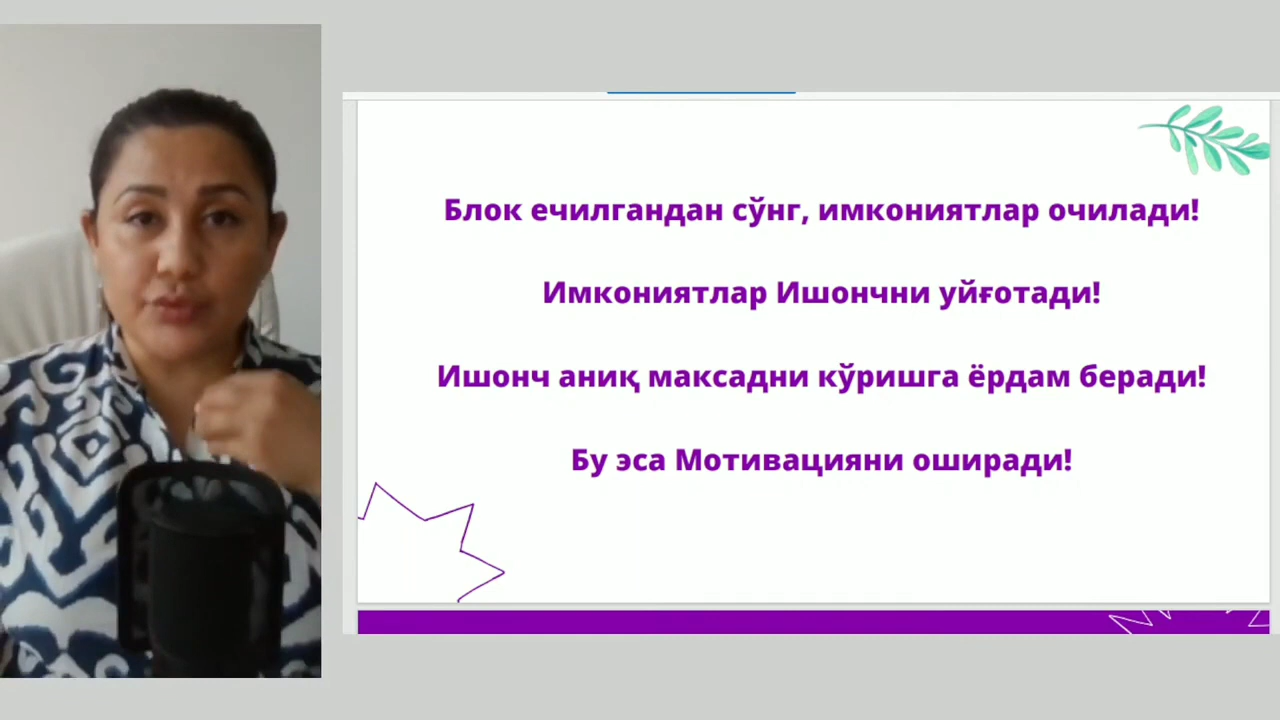 Блок ечилгандан сўнг, имкониятлар очилади!
Имкониятлар Ишончни уйғотади!
Ишонч аниқ максадни кўришга ёрдам беради!
Бу эса Мотивацияни оширади!